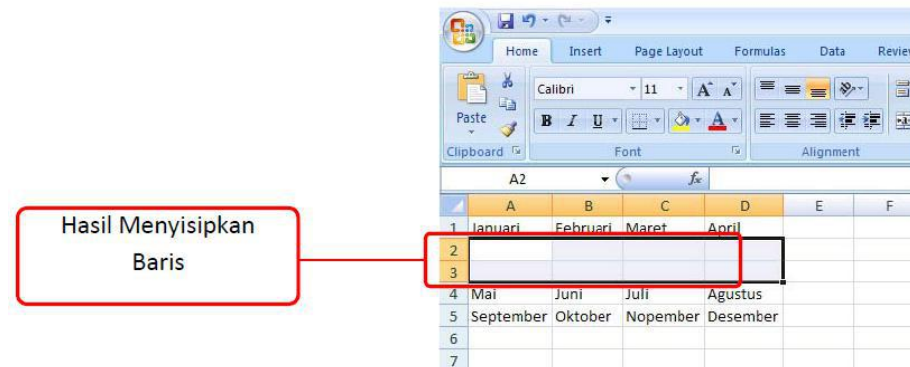 Home Insert Page Layout Formulas Data Review
Calibri 11 A A
Paste B I U A
Clipboard Font Alignment
A2 fx
A B C D E F
1 Januari Februari Maret April
Hasil Menyisipkan
Baris
2
3
4 Mai Juni Juli Agustus
5 September Oktober Nopember Desember
6
7